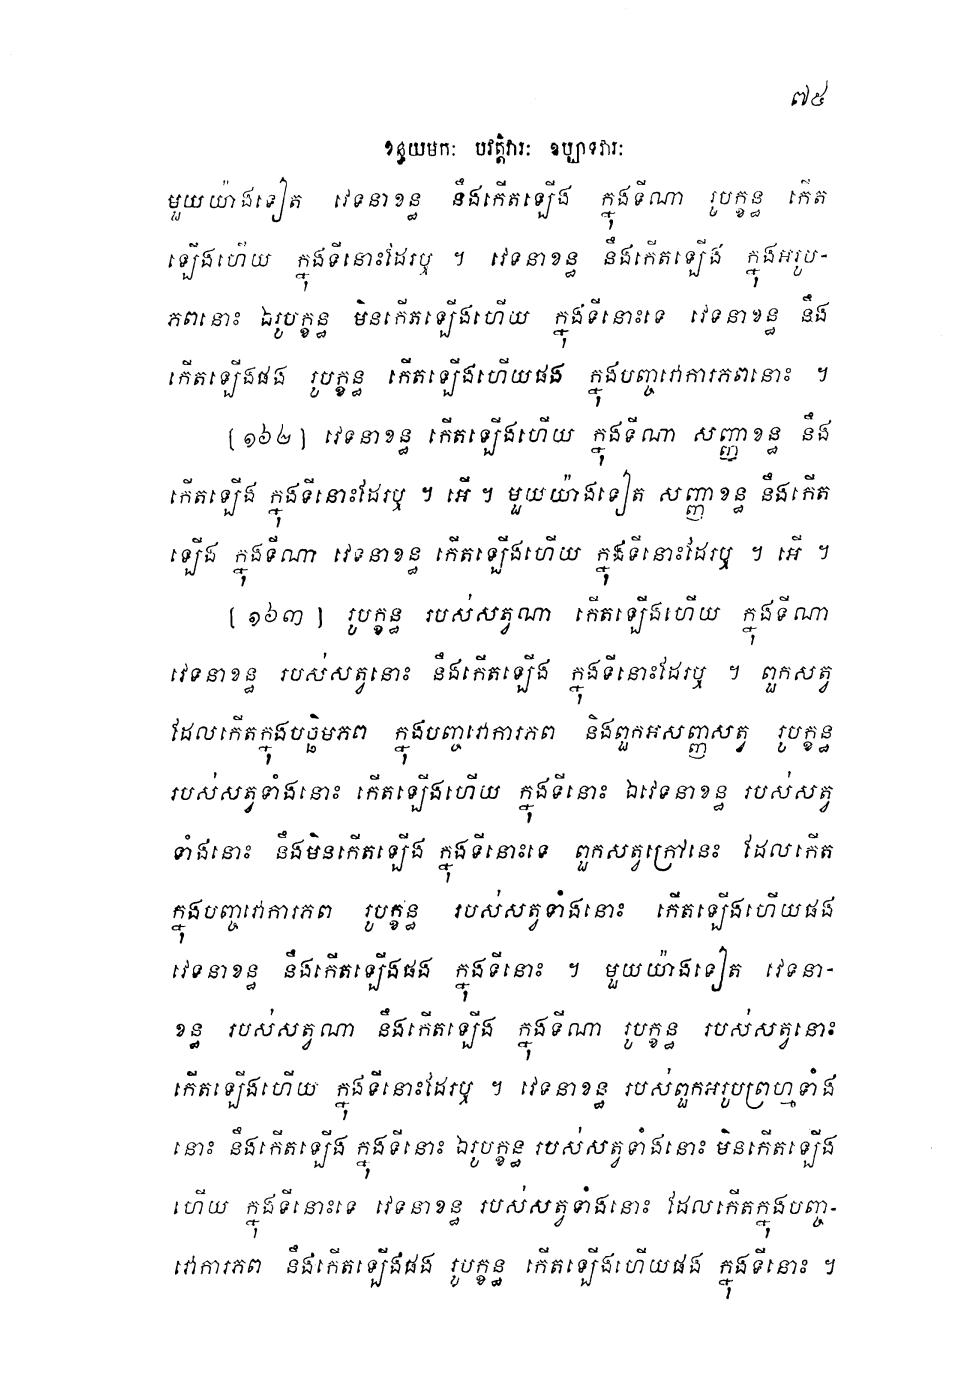 ៧៥
ខន្ធយមកៈ បវត្តិវារៈ ឧប្បាទវារៈ
មួយយ៉ាងទៀត វេទនាខន្ធ នឹងកើតឡើង ក្នុងទីណា រូបក្ខន្ធ កើត
ឡើងហើយ ក្នុងទីនោះដែរឬ ។ វេទនាខន្ធ នឹងកើតឡើង ក្នុងអរូប-
ភពនោះ ឯរូបក្ខន្ធ មិនកើតឡើងហើយ ក្នុងទីនោះទេ វេទនាខន្ធ នឹង
កើតឡើងផង រូបក្ខន្ធ កើតឡើងហើយផង ក្នុងបញ្ចវោការភពនោះ ។
[១៦២] វេទនាខន្ធ កើតឡើងហើយ ក្នុងទីណា សញ្ញាខន្ធ នឹង
កើតឡើង ក្នុងទីនោះដែរឬ ។ អើ ។ មួយយ៉ាងទៀត សញ្ញាខន្ធ នឹងកើត
ឡើង ក្នុងទីណា វេទនាខន្ធ កើតឡើងហើយ ក្នុងទីនោះដែរឬ ។ អើ ។
[១៦៣] រូបក្ខន្ធ របស់សត្វណា កើតឡើងហើយ ក្នុងទីណា
វេទនាខន្ធ របស់សត្វនោះ នឹងកើតឡើង ក្នុងទីនោះដែរឬ ។ ពួកសត្វ
ដែលកើតក្នុងបច្ឆិមភព ក្នុងបញ្ចវោការភព និងពួកអសញ្ញសត្វ រូបក្ខន្ធ
របស់សត្វទាំងនោះ កើតឡើងហើយ ក្នុងទីនោះ ឯវេទនាខន្ធ របស់សត្វ
ទាំងនោះ នឹងមិនកើតឡើង ក្នុងទីនោះទេ ពួកសត្វក្រៅនេះ ដែលកើត
ក្នុងបញ្ចវោការភព រូបក្ខន្ធ របស់សត្វទាំងនោះ កើតឡើងហើយផង
វេទនាខន្ធ នឹងកើតឡើងផង ក្នុងទីនោះ ។ មួយយ៉ាងទៀត វេទនា-
ខន្ធ របស់សត្វណា នឹងកើតឡើង ក្នុងទីណា រូបក្ខន្ធ របស់សត្វនោះ
កើតឡើងហើយ ក្នុងទីនោះដែរឬ ។ វេទនាខន្ធ របស់ពួកអរូបព្រហ្មទាំង
នោះ នឹងកើតឡើង ក្នុងទីនោះ ឯរូបក្ខន្ធ របស់សត្វទាំងនោះ មិនកើតឡើង
ហើយ ក្នុងទីនោះទេ វេទនាខន្ធ របស់សត្វទាំងនោះ ដែលកើតក្នុងបញ្ច-
វោការភព នឹងកើតឡើងផង រូបក្ខន្ធ កើតឡើងហើយផង ក្នុងទីនោះ ។